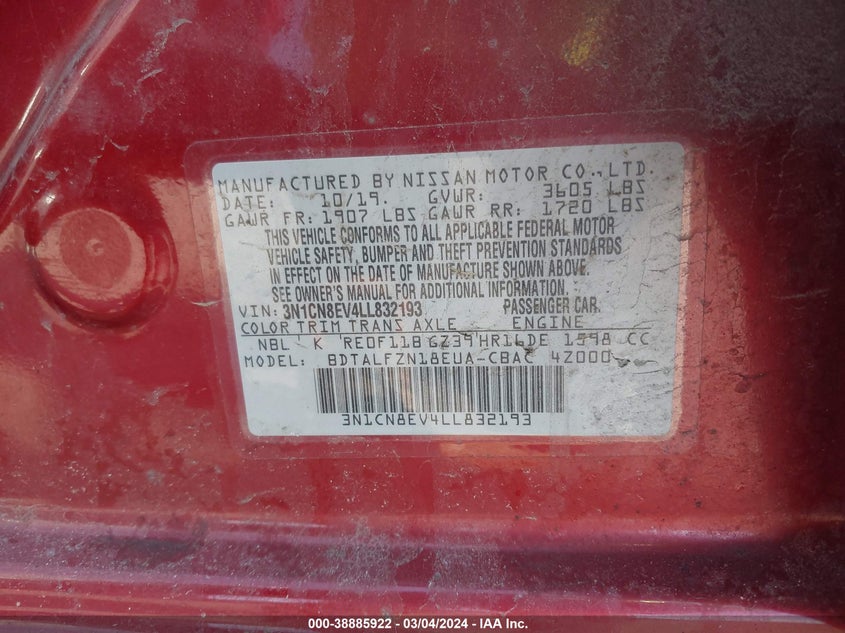 MANUFACTURED BY NISSAN MOTOR CO., LTD.
DATE: 10/19. GVWR: 3605 LBS
GAWR FR: 1907 LBS GAWR RR: 1720 LBS
THIS VEHICLE CONFORMS TO ALL APPLICABLE FEDERAL MOTOR
VEHICLE SAFETY, BUMPER AND THEFT PREVENTION STANDARDS
IN EFFECT ON THE DATE OF MANUFACTURE SHOWN ABOVE.
SEE OWNER'S MANUAL FOR ADDITIONAL INFORMATION.
VIN: 3N1CN8EV4LL832193 PASSENGER CAR.
COLOR TRIM TRANS AXLE ENGINE
NBL K RE0F11B 6Z39 HR16DE 1598 CC
MODEL: BDTALFZN18EUA-CBAC 4Z000
3N1CN8EV4LL832193
000-38885922 - 03/04/2024 - IAA Inc.